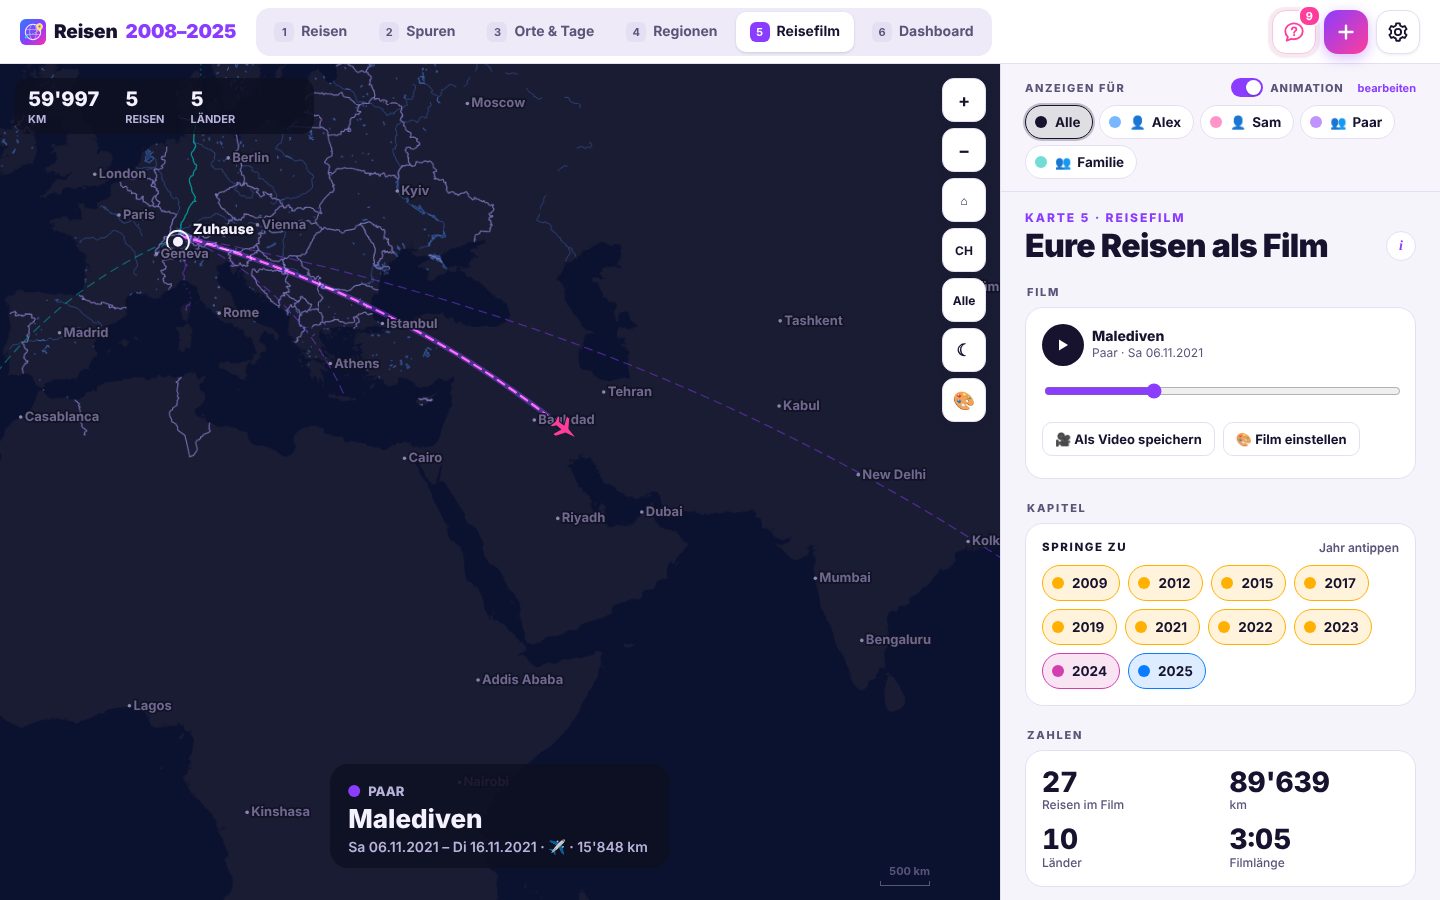 Reisen 2008–2025
1 Reisen
2 Spuren
3 Orte & Tage
4 Regionen
5 Reisefilm
6 Dashboard
9
59'997 5 5
KM REISEN LÄNDER
Moscow
Berlin
London
Kyiv
Paris
Zuhause
Vienna
Geneva
Rome
Istanbul
Madrid
Tashkent
Athens
Tehran
Casablanca
Kabul
Baghdad
Cairo
New Delhi
Riyadh
Dubai
Kolk
Mumbai
Bengaluru
Addis Ababa
Lagos
Nairobi
Kinshasa
+
−
CH
Alle
PAAR
Malediven
Sa 06.11.2021 – Di 16.11.2021 · ✈️ · 15'848 km
500 km
ANZEIGEN FÜR ANIMATION bearbeiten
Alle Alex Sam Paar
Familie
KARTE 5 · REISEFILM
Eure Reisen als Film i
FILM
Malediven
Paar · Sa 06.11.2021
🎥 Als Video speichern 🎨 Film einstellen
KAPITEL
SPRINGE ZU Jahr antippen
2009 2012 2015 2017
2019 2021 2022 2023
2024 2025
ZAHLEN
27 89'639
Reisen im Film km
10 3:05
Länder Filmlänge